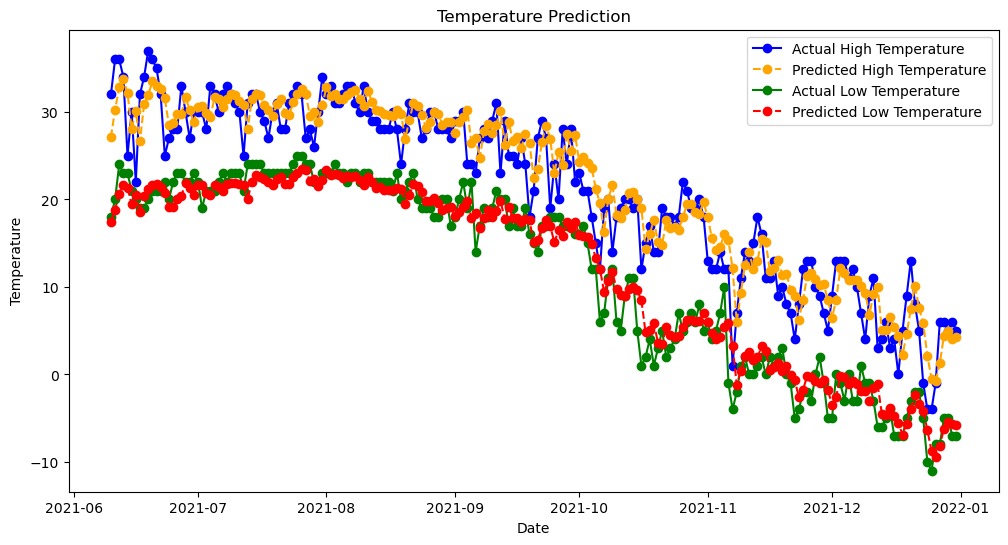 Temperature Prediction
Actual High Temperature
Predicted High Temperature
Actual Low Temperature
Predicted Low Temperature
Temperature
30
20
10
0
−10
2021-06
2021-07
2021-08
2021-09
2021-10
2021-11
2021-12
2022-01
Date